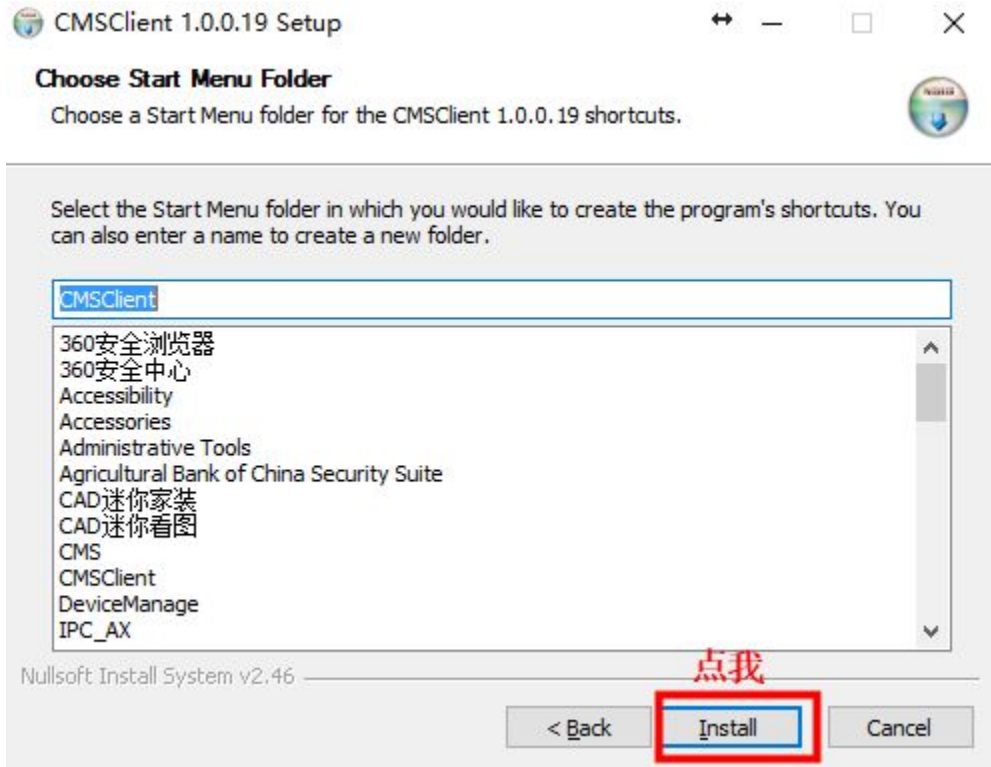 CMSClient 1.0.0.19 Setup
Choose Start Menu Folder
Choose a Start Menu folder for the CMSClient 1.0.0.19 shortcuts.
Select the Start Menu folder in which you would like to create the program's shortcuts. You
can also enter a name to create a new folder.
CMSClient
360安全浏览器
360安全中心
Accessibility
Accessories
Administrative Tools
Agricultural Bank of China Security Suite
CAD迷你家装
CAD迷你看图
CMS
CMSClient
DeviceManage
IPC_AX
Nullsoft Install System v2.46
点我
< Back
Install
Cancel